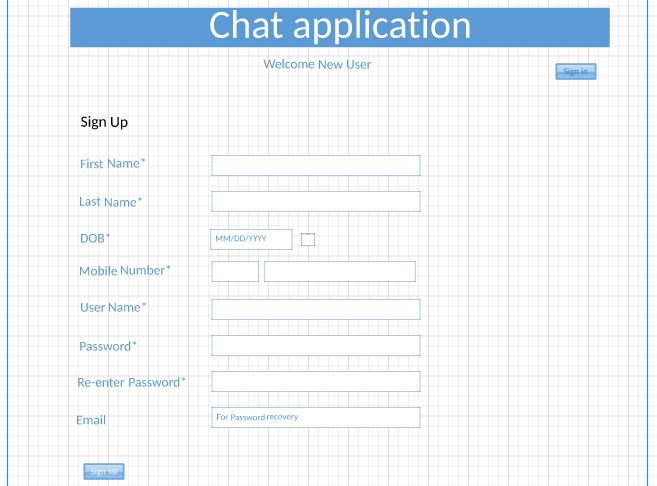 Chat application
Welcome New User
Sign in
Sign Up
First Name*
Last Name*
DOB*
MM/DD/YYYY
Mobile Number*
User Name*
Password*
Re-enter Password*
Email
For Password recovery
Sign up